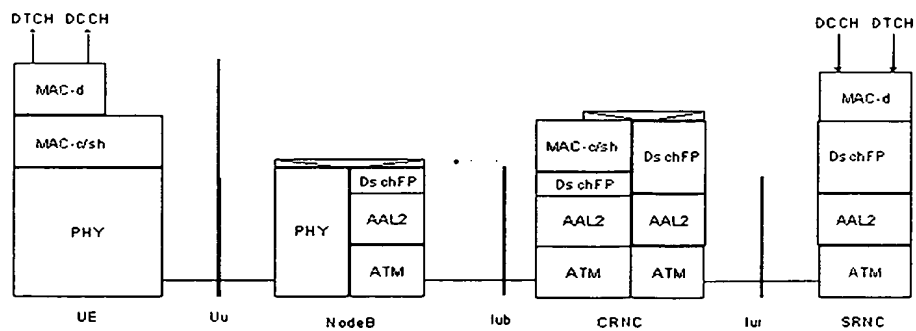 DTCH DCCH
DCCH DTCH
MAC-d
MAC-d
MAC-c/sh
MAC-c/sh
DschFP
DschFP
DschFP
DschFP
PHY
PHY
AAL2
AAL2
AAL2
AAL2
ATM
ATM
ATM
ATM
UE
Uu
NodeB
Iub
CRNC
Iur
SRNC